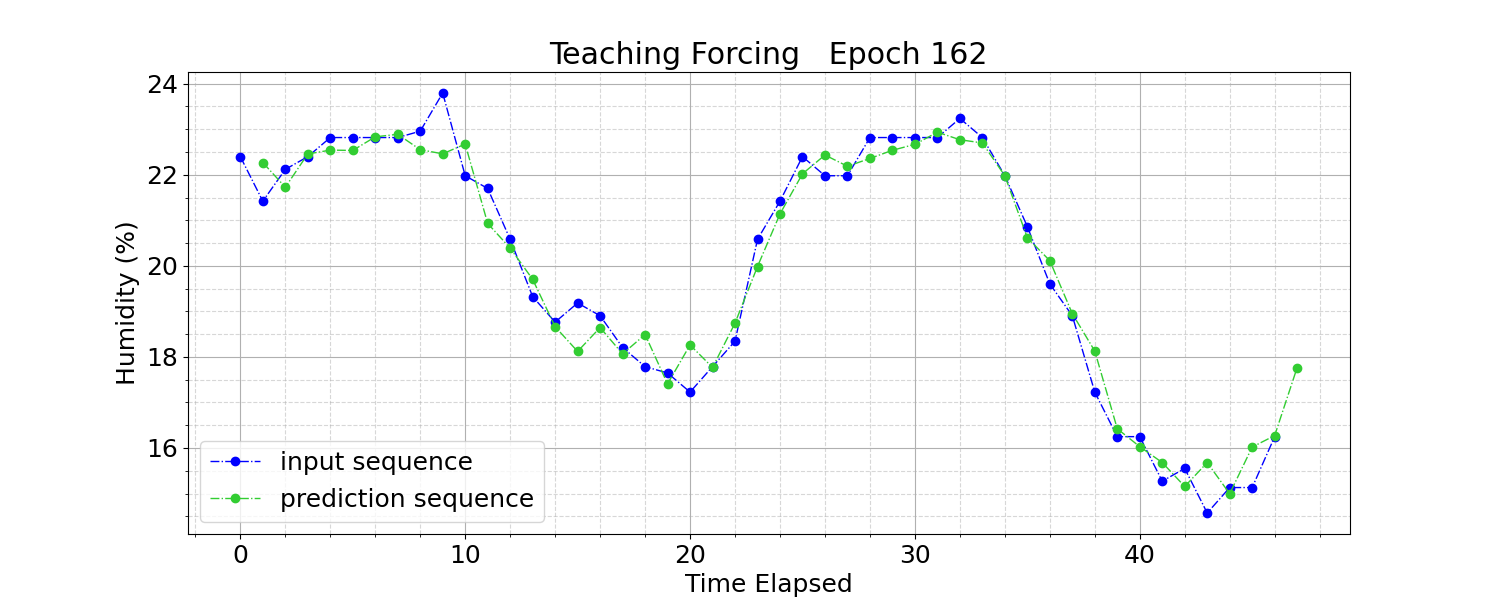 Teaching Forcing   Epoch 162
24
22
20
18
16
Humidity (%)
input sequence
prediction sequence
0 10 20 30 40
Time Elapsed